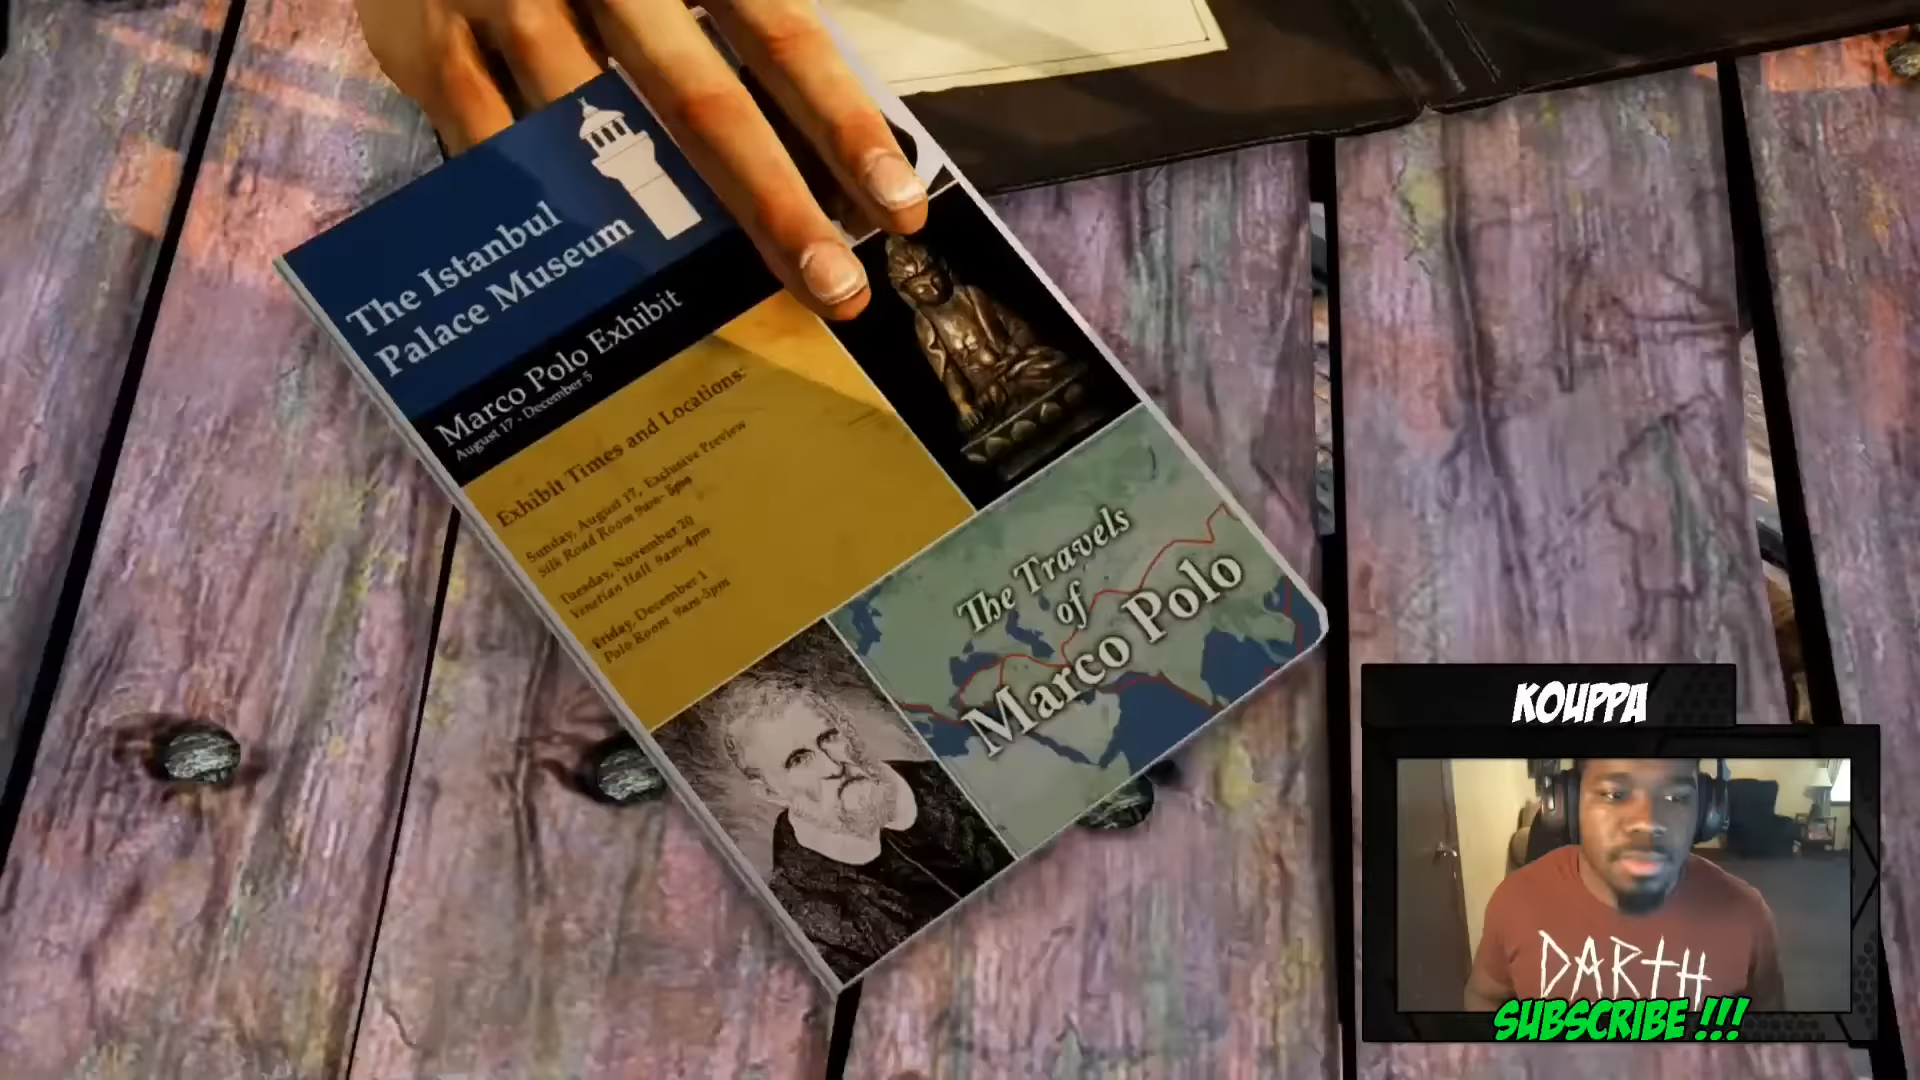 The Istanbul
Palace Museum
Marco Polo Exhibit
August 17 - December 5
Exhibit Times and Locations:
Sunday, August 17, Exclusive Preview
Silk Road Room 9am- 5pm
Tuesday, November 20
Venetian Hall 9am-4pm
Friday, December 1
Polo Room 9am-5pm
The Travels
of
Marco Polo
KOUPPA
DARTH
SUBSCRIBE !!!